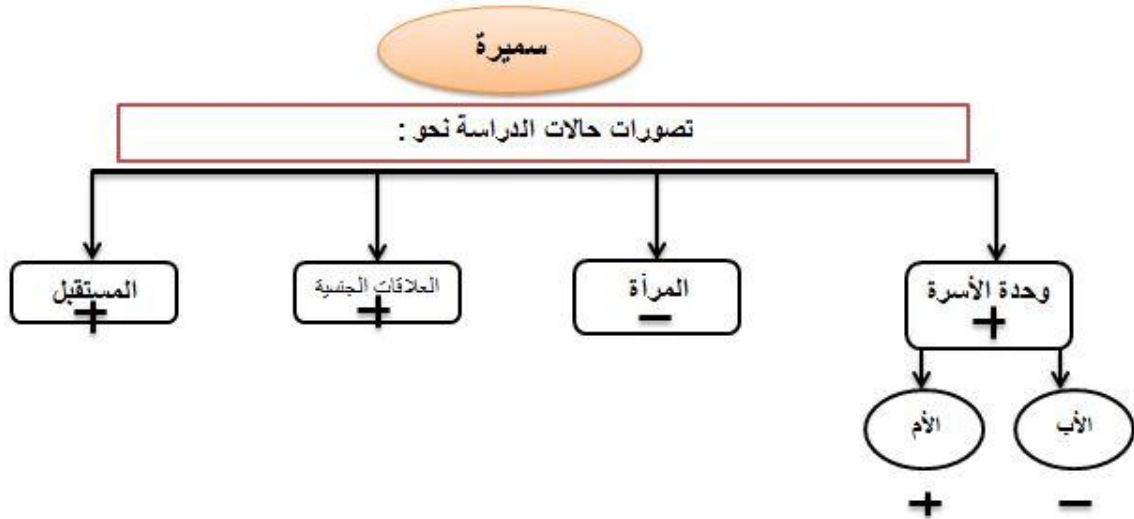 سميرة
تصورات حالات الدراسة نحو :
وحدة الأسرة
+
المرأة
−
العلاقات الجنسية
+
المستقبل
+
الأب
−
الأم
+